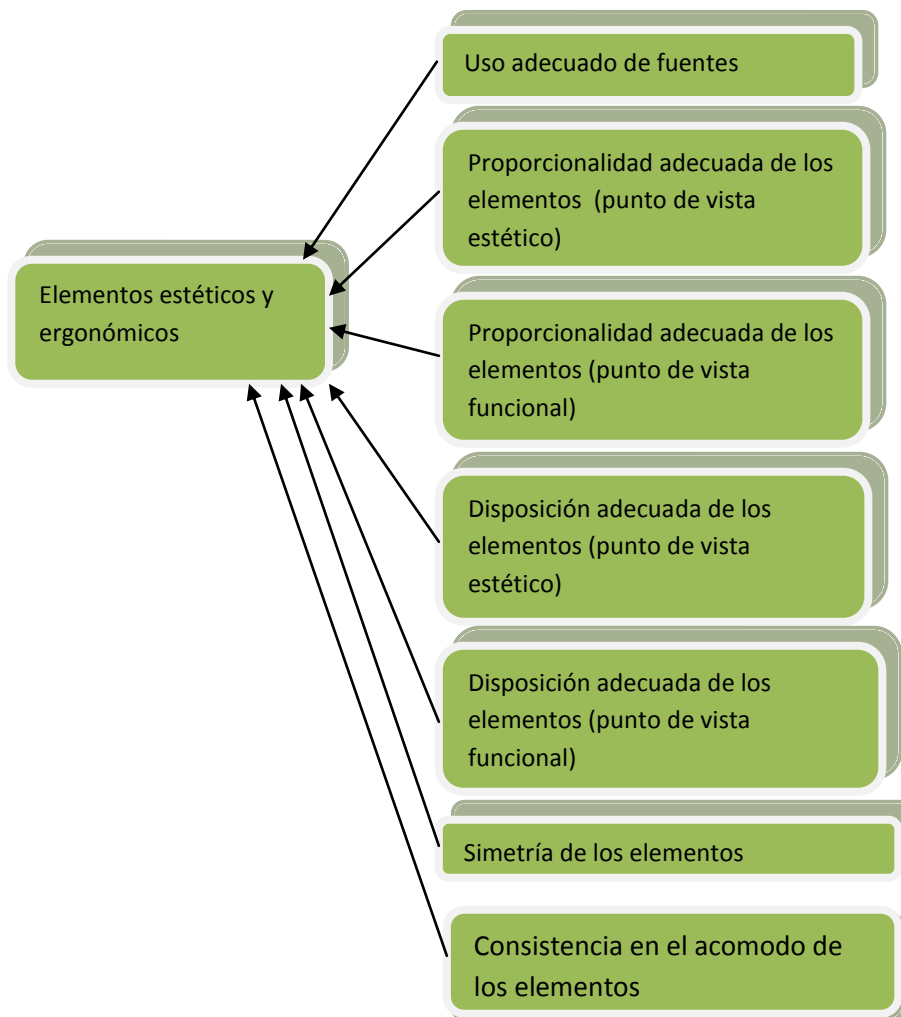 Uso adecuado de fuentes
Proporcionalidad adecuada de los
elementos (punto de vista
estético)
Elementos estéticos y
ergonómicos
Proporcionalidad adecuada de los
elementos (punto de vista
funcional)
Disposición adecuada de los
elementos (punto de vista
estético)
Disposición adecuada de los
elementos (punto de vista
funcional)
Simetría de los elementos
Consistencia en el acomodo de
los elementos